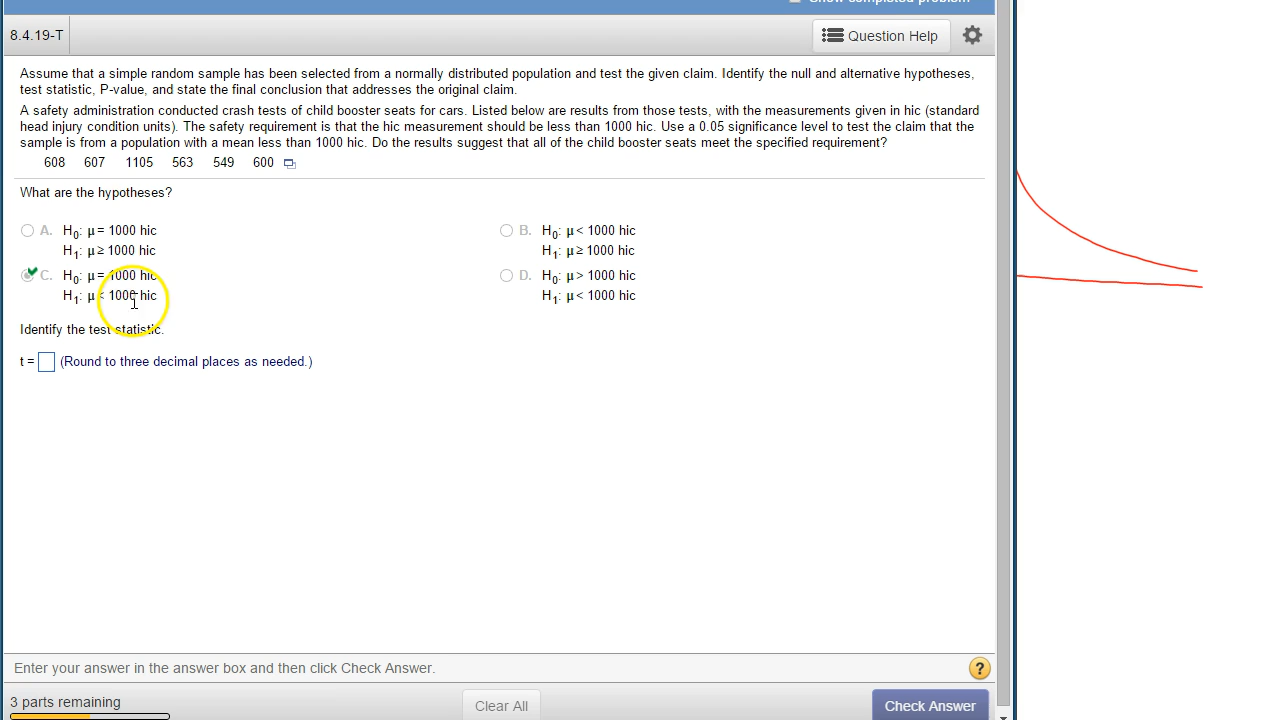 Show completed problem
8.4.19-T
Question Help
Assume that a simple random sample has been selected from a normally distributed population and test the given claim. Identify the null and alternative hypotheses,
test statistic, P-value, and state the final conclusion that addresses the original claim.
A safety administration conducted crash tests of child booster seats for cars. Listed below are results from those tests, with the measurements given in hic (standard
head injury condition units). The safety requirement is that the hic measurement should be less than 1000 hic. Use a 0.05 significance level to test the claim that the
sample is from a population with a mean less than 1000 hic. Do the results suggest that all of the child booster seats meet the specified requirement?
608 607 1105 563 549 600
What are the hypotheses?
A. H0: μ = 1000 hic
H1: μ ≥ 1000 hic
B. H0: μ < 1000 hic
H1: μ ≥ 1000 hic
C. H0: μ = 1000 hic
H1: μ < 1000 hic
D. H0: μ > 1000 hic
H1: μ < 1000 hic
Identify the test statistic.
t = (Round to three decimal places as needed.)
Enter your answer in the answer box and then click Check Answer.
?
3 parts remaining
Clear All
Check Answer